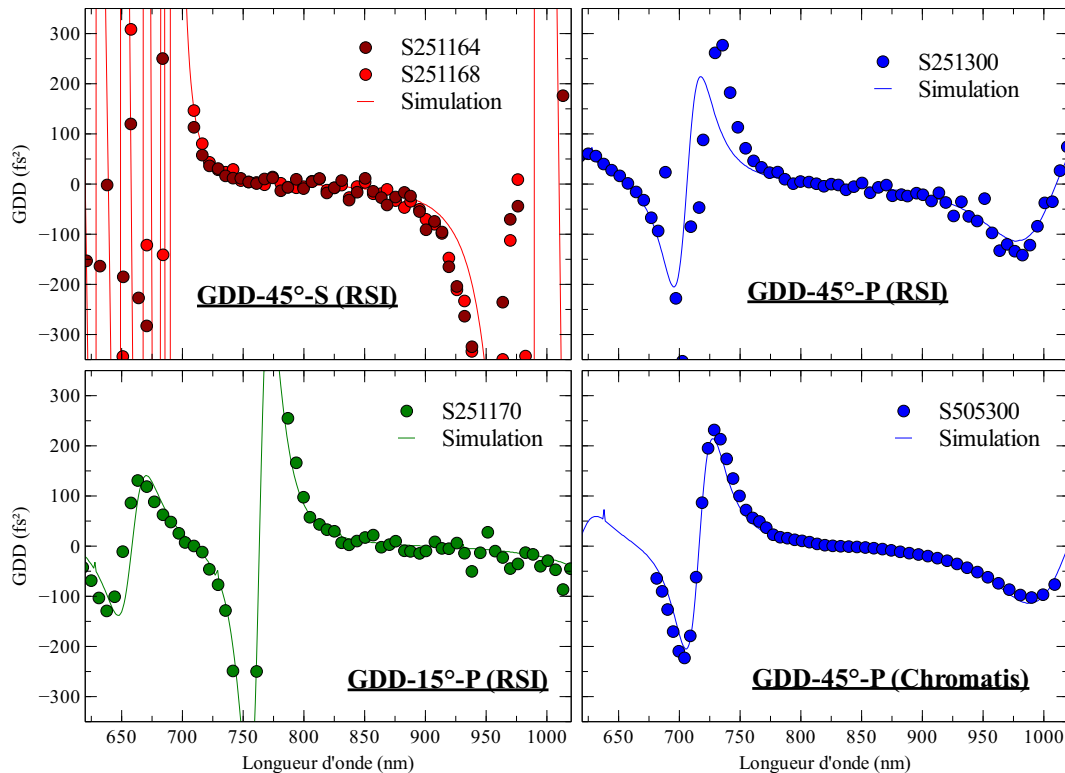 GDD (fs²)
300
200
100
0
−100
−200
−300
S251164
S251168
Simulation
GDD-45°-S (RSI)
S251300
Simulation
GDD-45°-P (RSI)
GDD (fs²)
300
200
100
0
−100
−200
−300
S251170
Simulation
GDD-15°-P (RSI)
650 700 750 800 850 900 950 1000
Longueur d'onde (nm)
S505300
Simulation
GDD-45°-P (Chromatis)
650 700 750 800 850 900 950 1000
Longueur d'onde (nm)